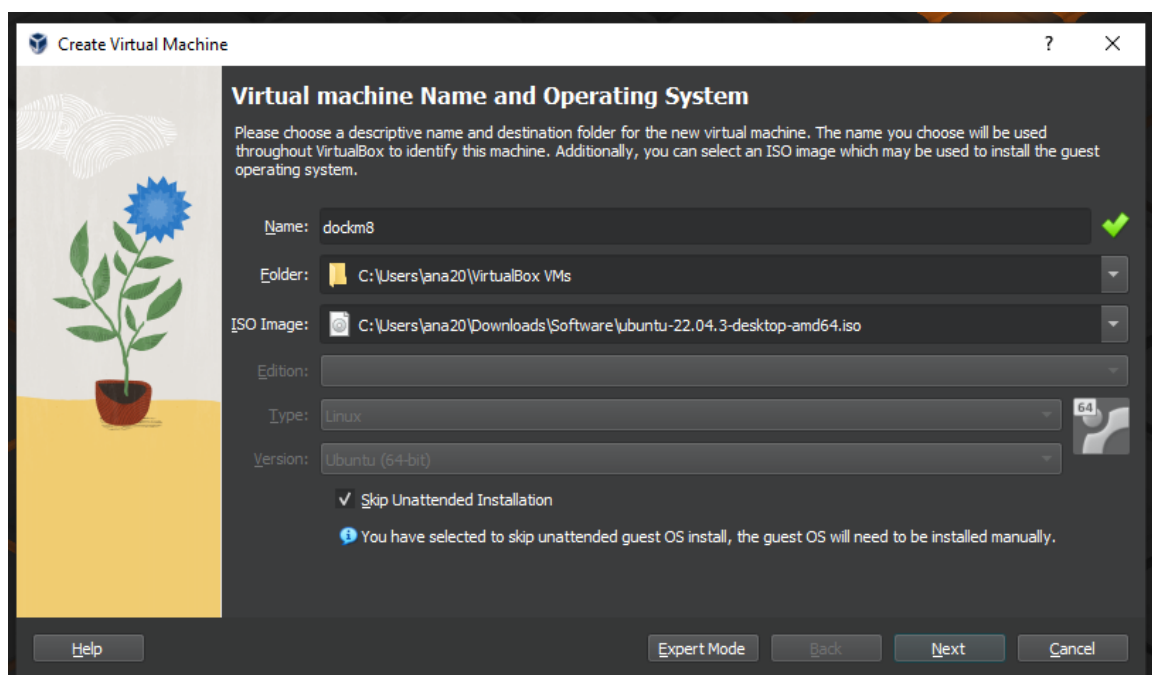 Create Virtual Machine
?
Virtual machine Name and Operating System
Please choose a descriptive name and destination folder for the new virtual machine. The name you choose will be used
throughout VirtualBox to identify this machine. Additionally, you can select an ISO image which may be used to install the guest
operating system.
Name: dockm8
Folder: C:\Users\ana20\VirtualBox VMs
ISO Image: C:\Users\ana20\Downloads\Software\ubuntu-22.04.3-desktop-amd64.iso
Edition:
Type: Linux
64
Version: Ubuntu (64-bit)
Skip Unattended Installation
You have selected to skip unattended guest OS install, the guest OS will need to be installed manually.
Help Expert Mode Back Next Cancel